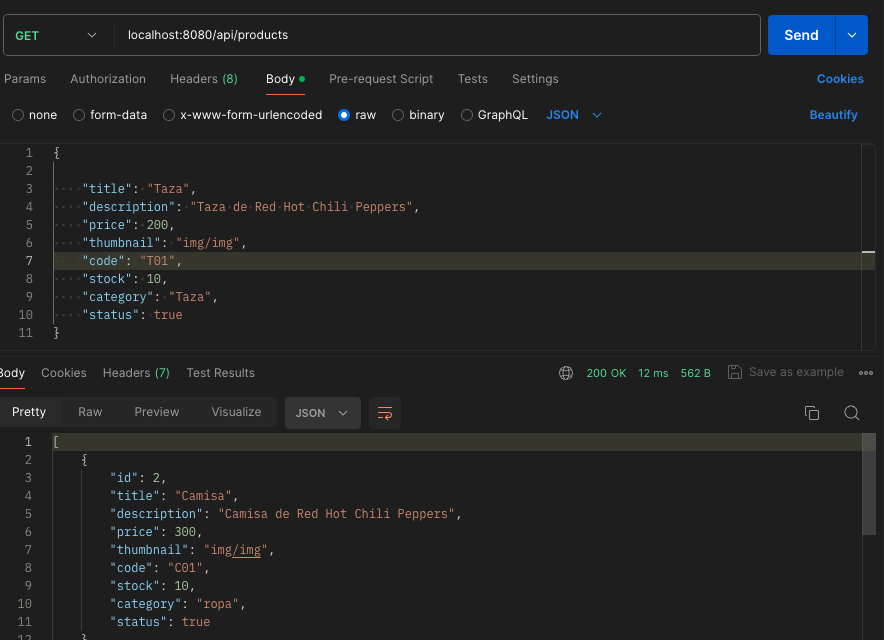 GET localhost:8080/api/products Send
Params Authorization Headers (8) Body Pre-request Script Tests Settings Cookies
none form-data x-www-form-urlencoded raw binary GraphQL JSON Beautify
1 {
2
3 "title": "Taza",
4 "description": "Taza de Red Hot Chili Peppers",
5 "price": 200,
6 "thumbnail": "img/img",
7 "code": "T01",
8 "stock": 10,
9 "category": "Taza",
10 "status": true
11 }
Body Cookies Headers (7) Test Results 200 OK 12 ms 562 B Save as example
Pretty Raw Preview Visualize JSON
1 [
2 {
3 "id": 2,
4 "title": "Camisa",
5 "description": "Camisa de Red Hot Chili Peppers",
6 "price": 300,
7 "thumbnail": "img/img",
8 "code": "C01",
9 "stock": 10,
10 "category": "ropa",
11 "status": true
12 }